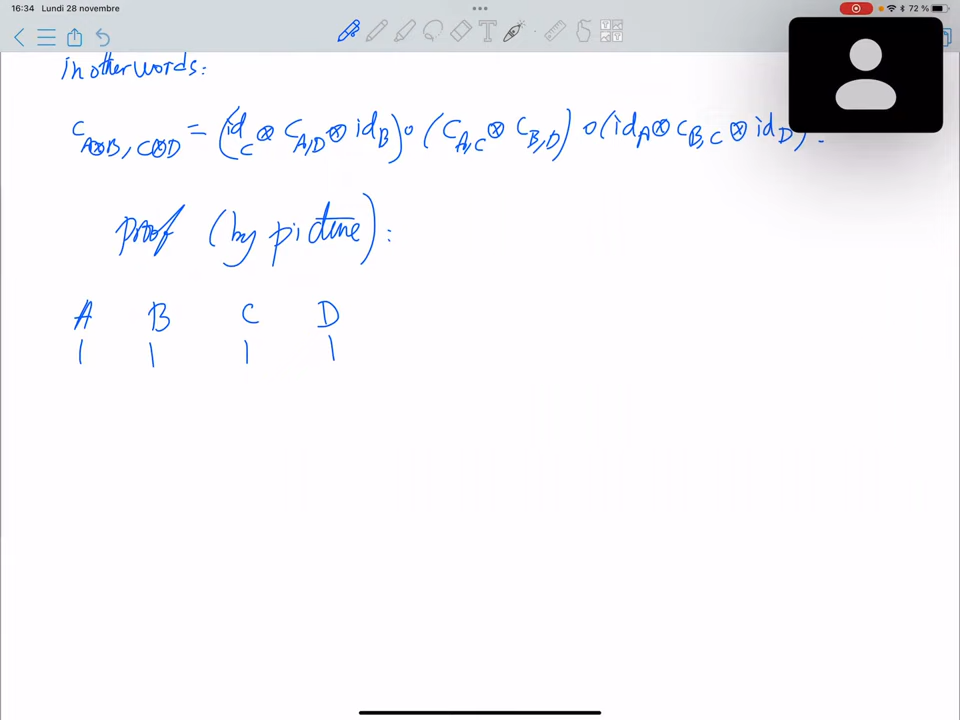 16:34 Lundi 28 novembre 72 %
In other words:
c_{A⊗B, C⊗D} = (id_C ⊗ c_{A,D} ⊗ id_B) ∘ (c_{A,C} ⊗ c_{B,D}) ∘ (id_A ⊗ c_{B,C} ⊗ id_D).
Proof (by picture):
A B C D